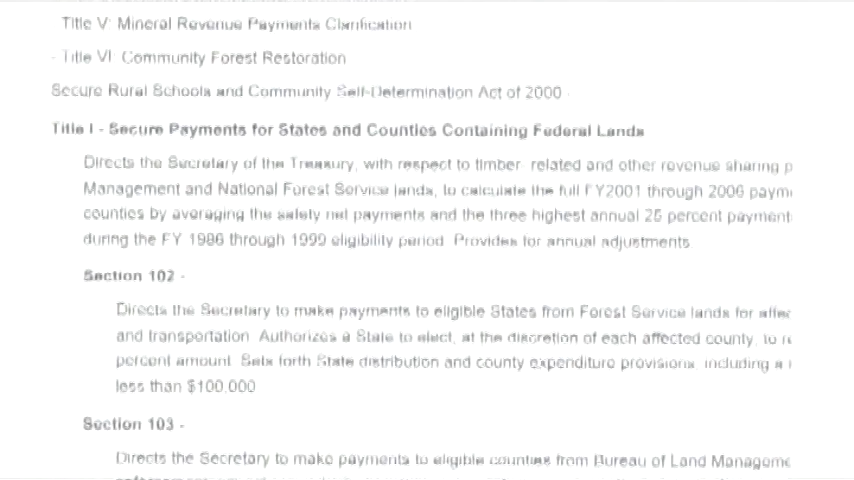 Title V: Mineral Revenue Payments Clarification
- Title VI: Community Forest Restoration
Secure Rural Schools and Community Self-Determination Act of 2000 -
Title I - Secure Payments for States and Counties Containing Federal Lands
Directs the Secretary of the Treasury, with respect to timber- related and other revenue sharing p
Management and National Forest Service lands, to calculate the full FY2001 through 2006 paym
counties by averaging the safety net payments and the three highest annual 25 percent payment
during the FY 1986 through 1999 eligibility period. Provides for annual adjustments.
Section 102 -
Directs the Secretary to make payments to eligible States from Forest Service lands for affec
and transportation. Authorizes a State to elect, at the discretion of each affected county, to re
percent amount. Sets forth State distribution and county expenditure provisions, including a
less than $100,000.
Section 103 -
Directs the Secretary to make payments to eligible counties from Bureau of Land Manageme